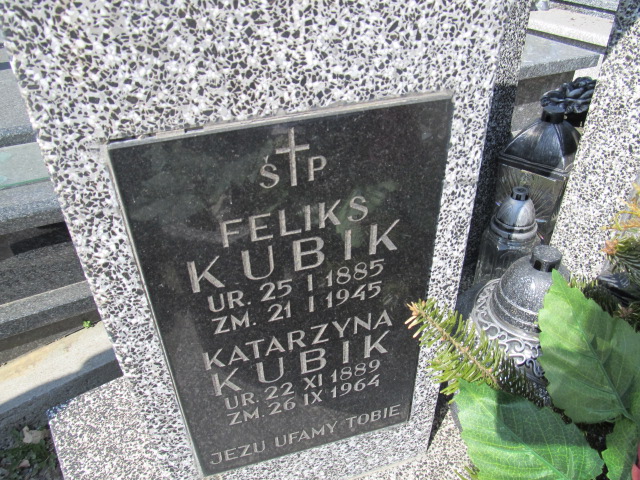 Ś P
FELIKS
KUBIK
UR. 25 I 1885
ZM. 21 I 1945
KATARZYNA
KUBIK
UR. 22 XI 1889
ZM. 26 IX 1964
JEZU UFAMY TOBIE